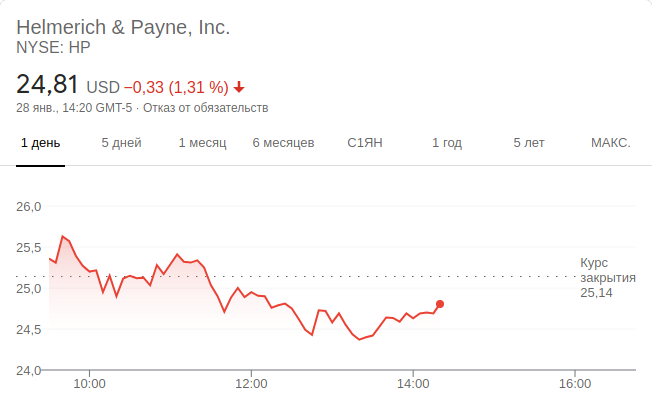 Helmerich & Payne, Inc.
NYSE: HP
24,81 USD −0,33 (1,31 %)
28 янв., 14:20 GMT-5 · Отказ от обязательств
1 день 5 дней 1 месяц 6 месяцев С1ЯН 1 год 5 лет МАКС.
26,0
25,5
Курс
закрытия
25,14
25,0
24,5
24,0
10:00 12:00 14:00 16:00